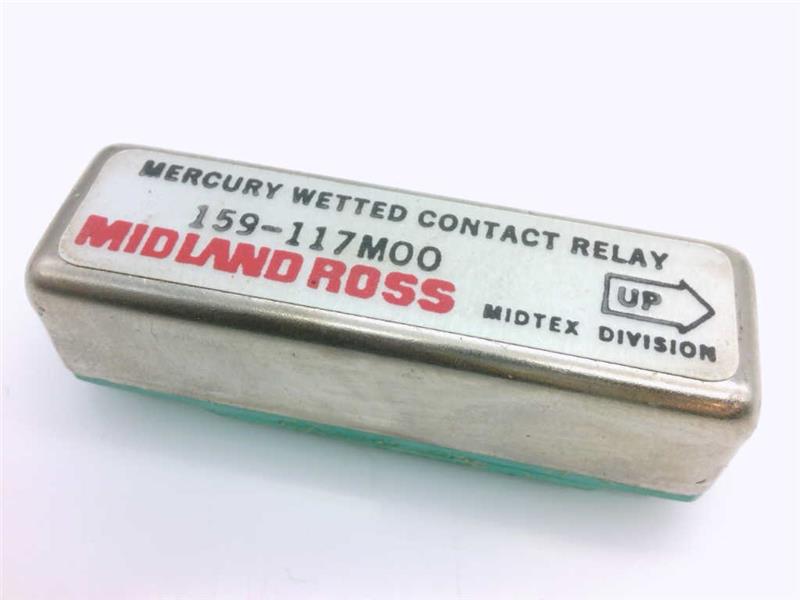 MERCURY WETTED CONTACT RELAY
159-117M00
MIDLAND ROSS
UP
MIDTEX DIVISION